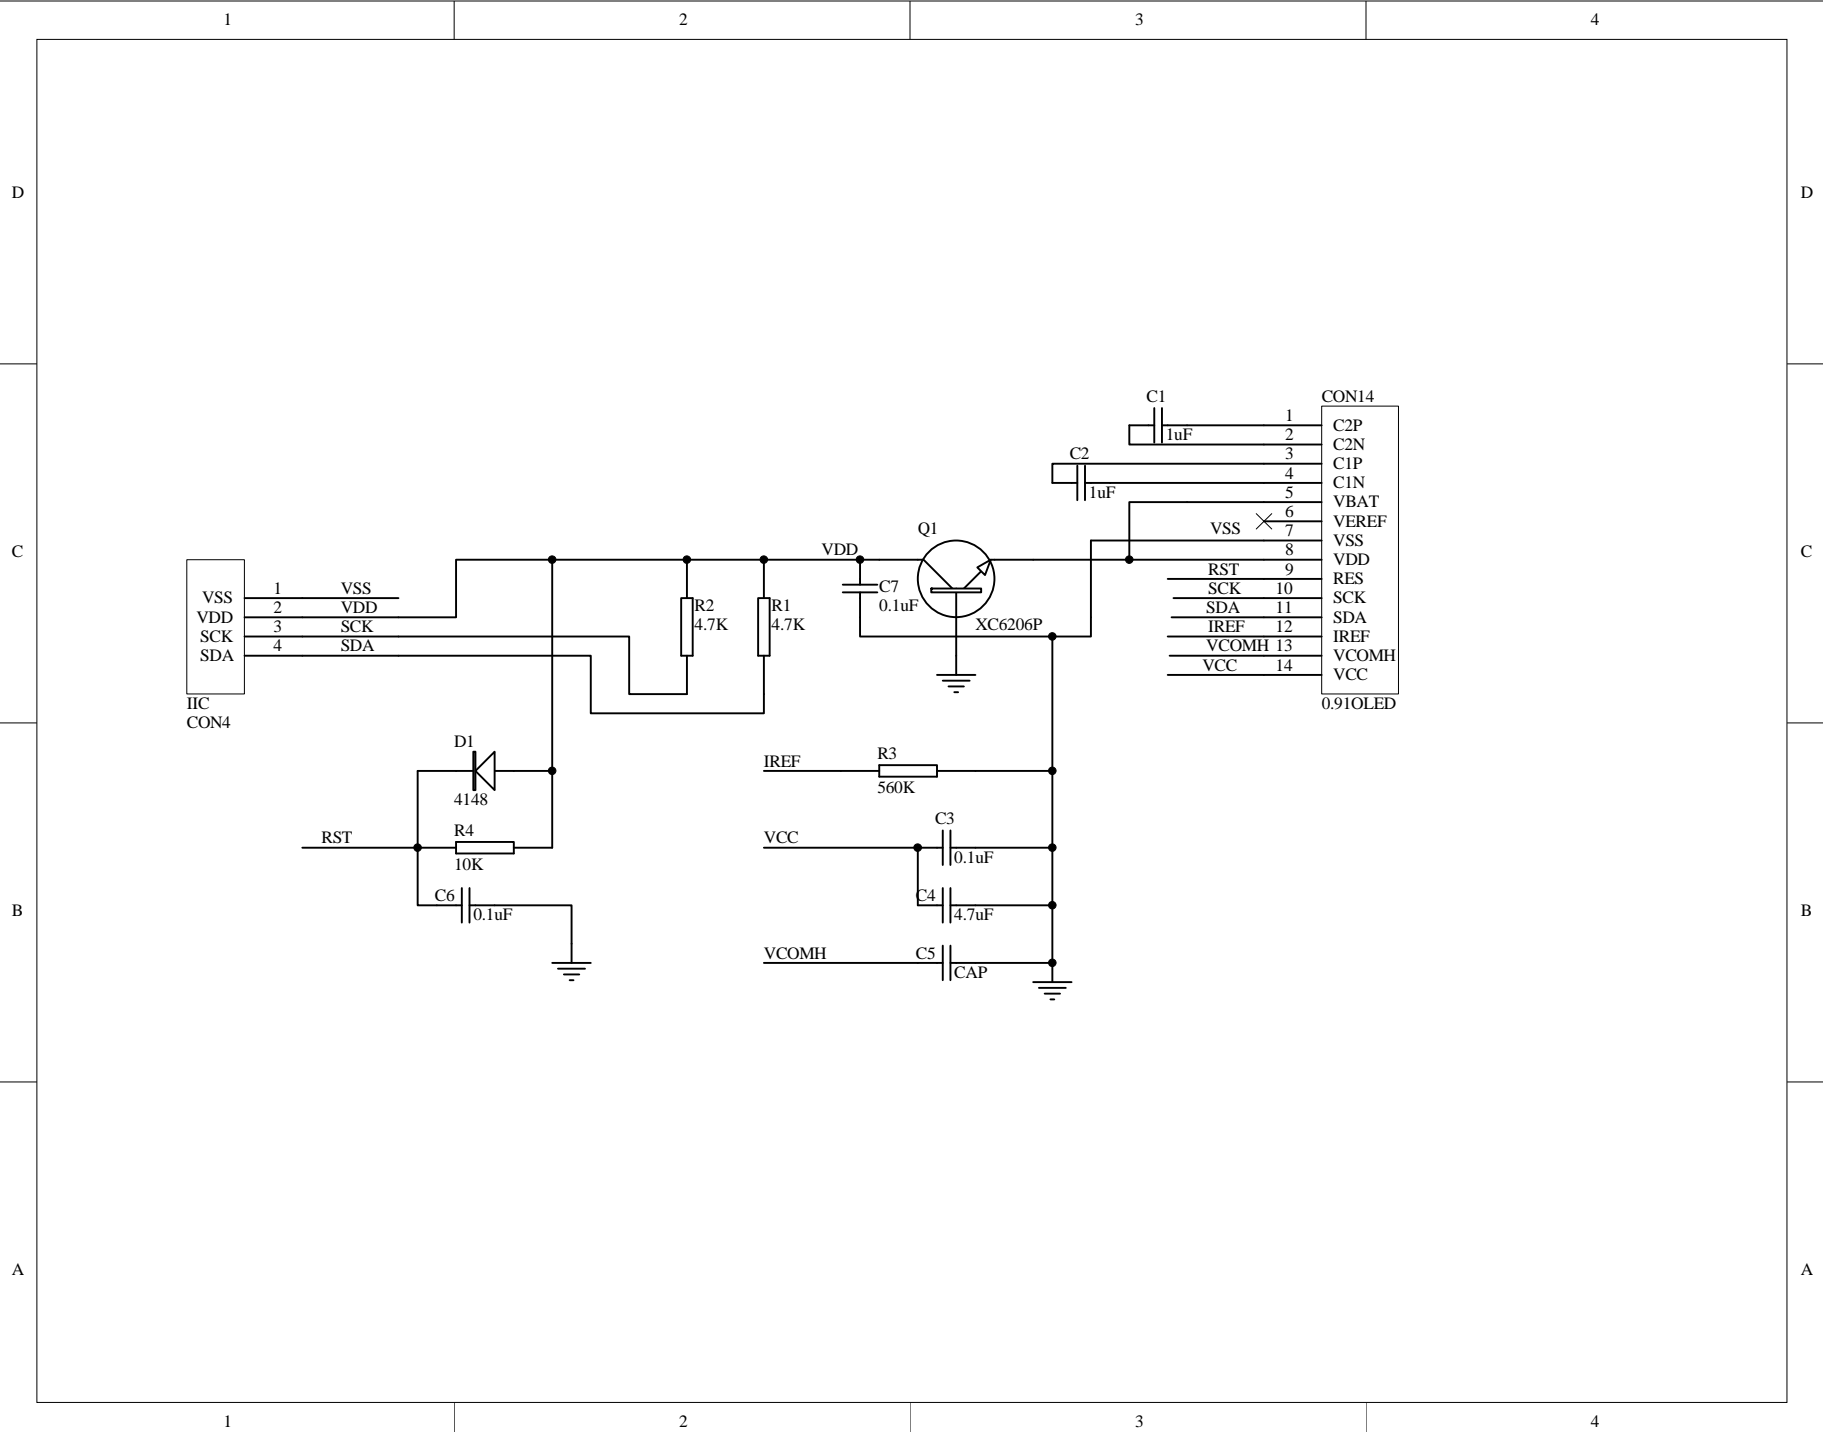 1 2 3 4
D D
C C
B B
A A
1 2 3 4
IIC
CON4
VSS 1 VSS
VDD 2 VDD
SCK 3 SCK
SDA 4 SDA
R2
4.7K
R1
4.7K
VDD
C7
0.1uF
Q1
XC6206P
C1
1uF
C2
1uF
CON14
1 C2P
2 C2N
3 C1P
4 C1N
5 VBAT
6 VEREF
VSS 7 VSS
8 VDD
RST 9 RES
SCK 10 SCK
SDA 11 SDA
IREF 12 IREF
VCOMH 13 VCOMH
VCC 14 VCC
0.91OLED
D1
4148
RST
R4
10K
C6
0.1uF
IREF
R3
560K
VCC
C3
0.1uF
C4
4.7uF
VCOMH
C5
CAP